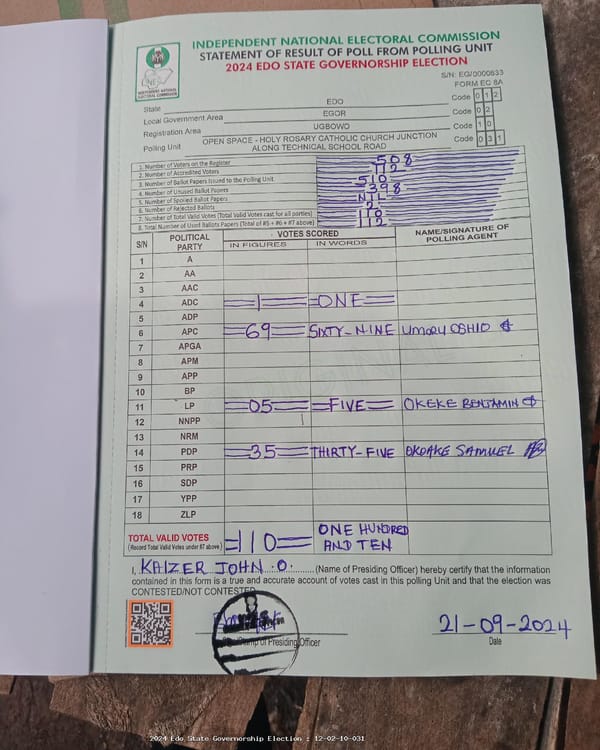 INDEPENDENT NATIONAL ELECTORAL COMMISSION
STATEMENT OF RESULT OF POLL FROM POLLING UNIT
2024 EDO STATE GOVERNORSHIP ELECTION
INEC
INDEPENDENT NATIONAL ELECTORAL COMMISSION
S/N: EG/0000633
FORM EC 8A
State EDO Code 0 1 2
Local Government Area EGOR Code 0 2
Registration Area UGBOWO Code 1 0
Polling Unit OPEN SPACE - HOLY ROSARY CATHOLIC CHURCH JUNCTION ALONG TECHNICAL SCHOOL ROAD Code 0 3 1
1. Number of Voters on the Register 508
2. Number of Accredited Voters 112
3. Number of Ballot Papers Issued to the Polling Unit 510
4. Number of Unused Ballot Papers 398
5. Number of Spoiled Ballot Papers NIL
6. Number of Rejected Ballots 2
7. Number of Total Valid Votes (Total Valid Votes cast for all parties) 110
8. Total Number of Used Ballots Papers (Total of #5 + #6 + #7 above) 112
S/N POLITICAL PARTY VOTES SCORED NAME/SIGNATURE OF POLLING AGENT
IN FIGURES IN WORDS
1 A
2 AA
3 AAC
4 ADC 1 ONE
5 ADP
6 APC 69 SIXTY-NINE UMORU OSHIO
7 APGA
8 APM
9 APP
10 BP
11 LP 05 FIVE OKEKE BENJAMIN
12 NNPP
13 NRM
14 PDP 35 THIRTY-FIVE OKOAKE SAMUEL
15 PRP
16 SDP
17 YPP
18 ZLP
TOTAL VALID VOTES 110 ONE HUNDRED AND TEN
(Record Total Valid Votes under #7 above)
I, KAIZER JOHN .O. (Name of Presiding Officer) hereby certify that the information
contained in this form is a true and accurate account of votes cast in this polling Unit and that the election was
CONTESTED/NOT CONTESTED
of Presiding Officer
21-09-2024
Date
2024 Edo State Governorship Election : 12-02-10-031